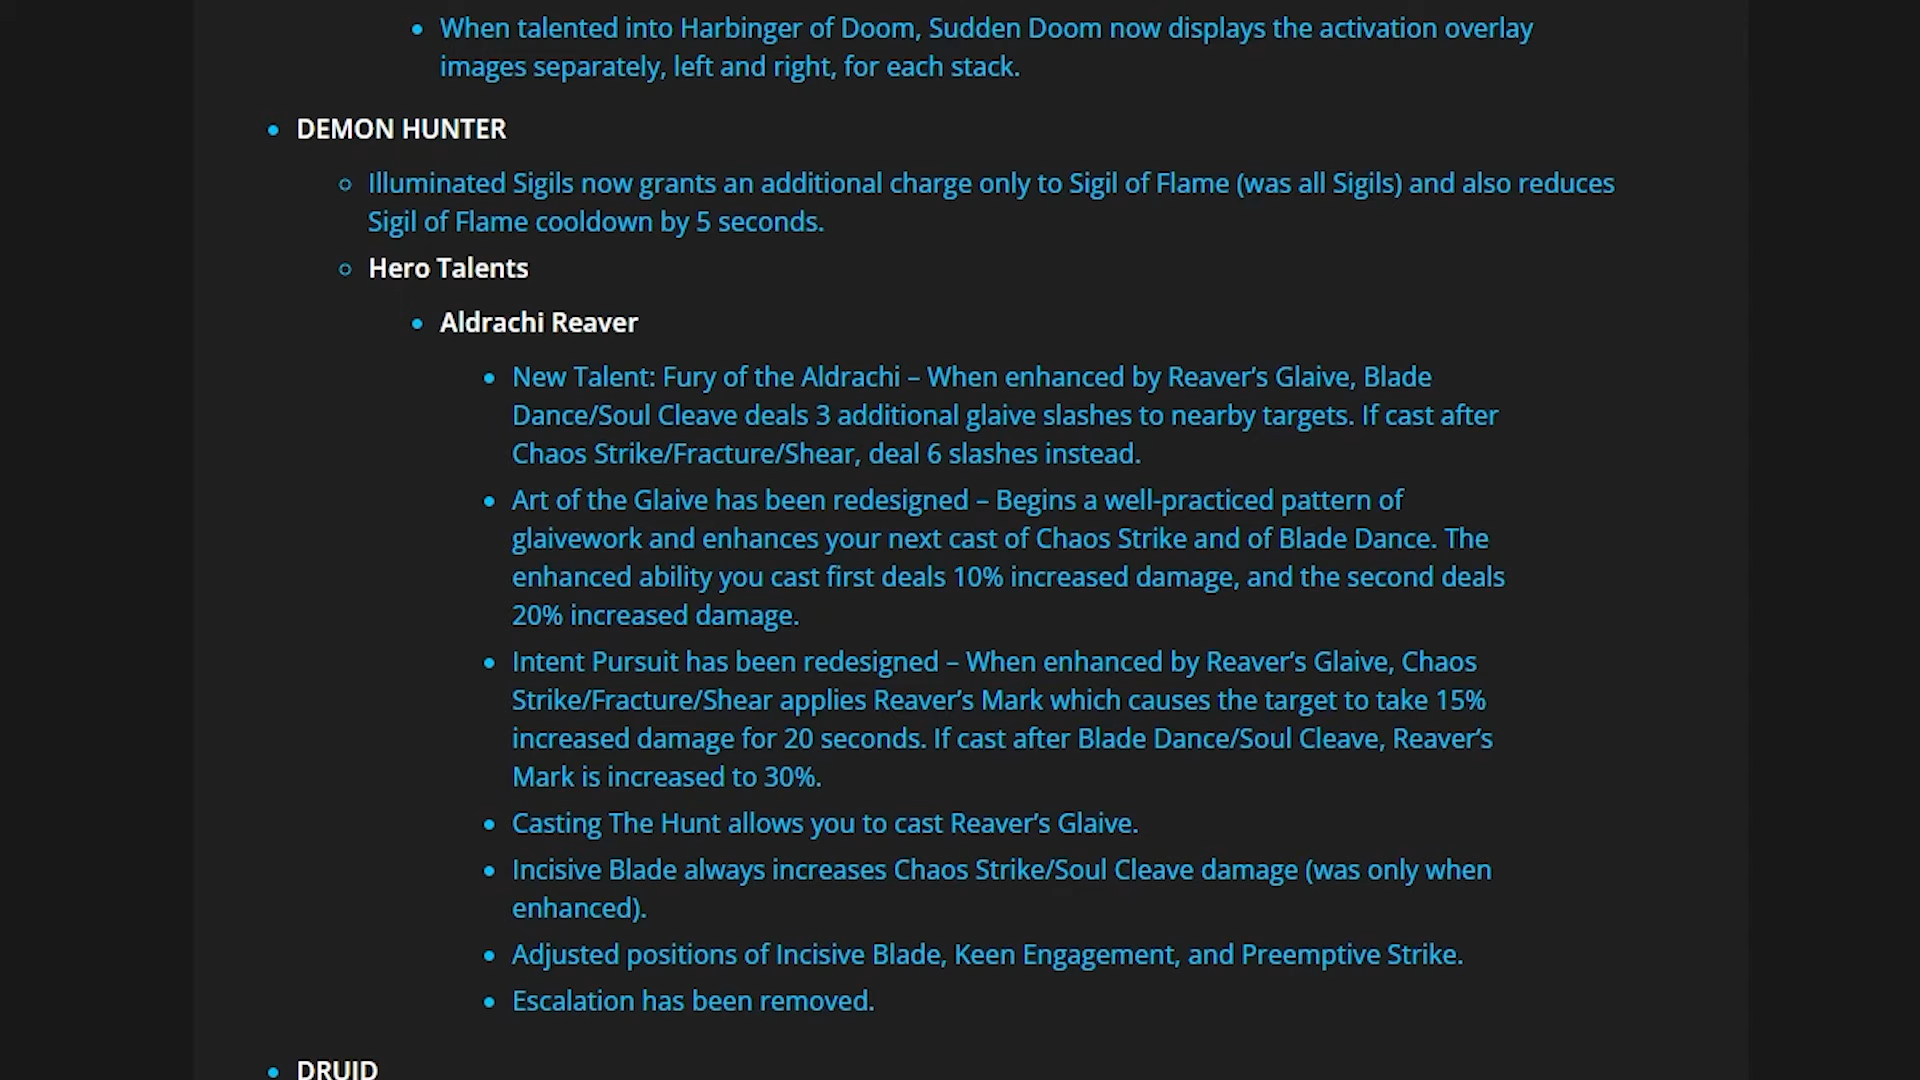 When talented into Harbinger of Doom, Sudden Doom now displays the activation overlay
images separately, left and right, for each stack.
DEMON HUNTER
Illuminated Sigils now grants an additional charge only to Sigil of Flame (was all Sigils) and also reduces
Sigil of Flame cooldown by 5 seconds.
Hero Talents
Aldrachi Reaver
New Talent: Fury of the Aldrachi – When enhanced by Reaver’s Glaive, Blade
Dance/Soul Cleave deals 3 additional glaive slashes to nearby targets. If cast after
Chaos Strike/Fracture/Shear, deal 6 slashes instead.
Art of the Glaive has been redesigned – Begins a well-practiced pattern of
glaivework and enhances your next cast of Chaos Strike and of Blade Dance. The
enhanced ability you cast first deals 10% increased damage, and the second deals
20% increased damage.
Intent Pursuit has been redesigned – When enhanced by Reaver’s Glaive, Chaos
Strike/Fracture/Shear applies Reaver’s Mark which causes the target to take 15%
increased damage for 20 seconds. If cast after Blade Dance/Soul Cleave, Reaver’s
Mark is increased to 30%.
Casting The Hunt allows you to cast Reaver’s Glaive.
Incisive Blade always increases Chaos Strike/Soul Cleave damage (was only when
enhanced).
Adjusted positions of Incisive Blade, Keen Engagement, and Preemptive Strike.
Escalation has been removed.
DRUID